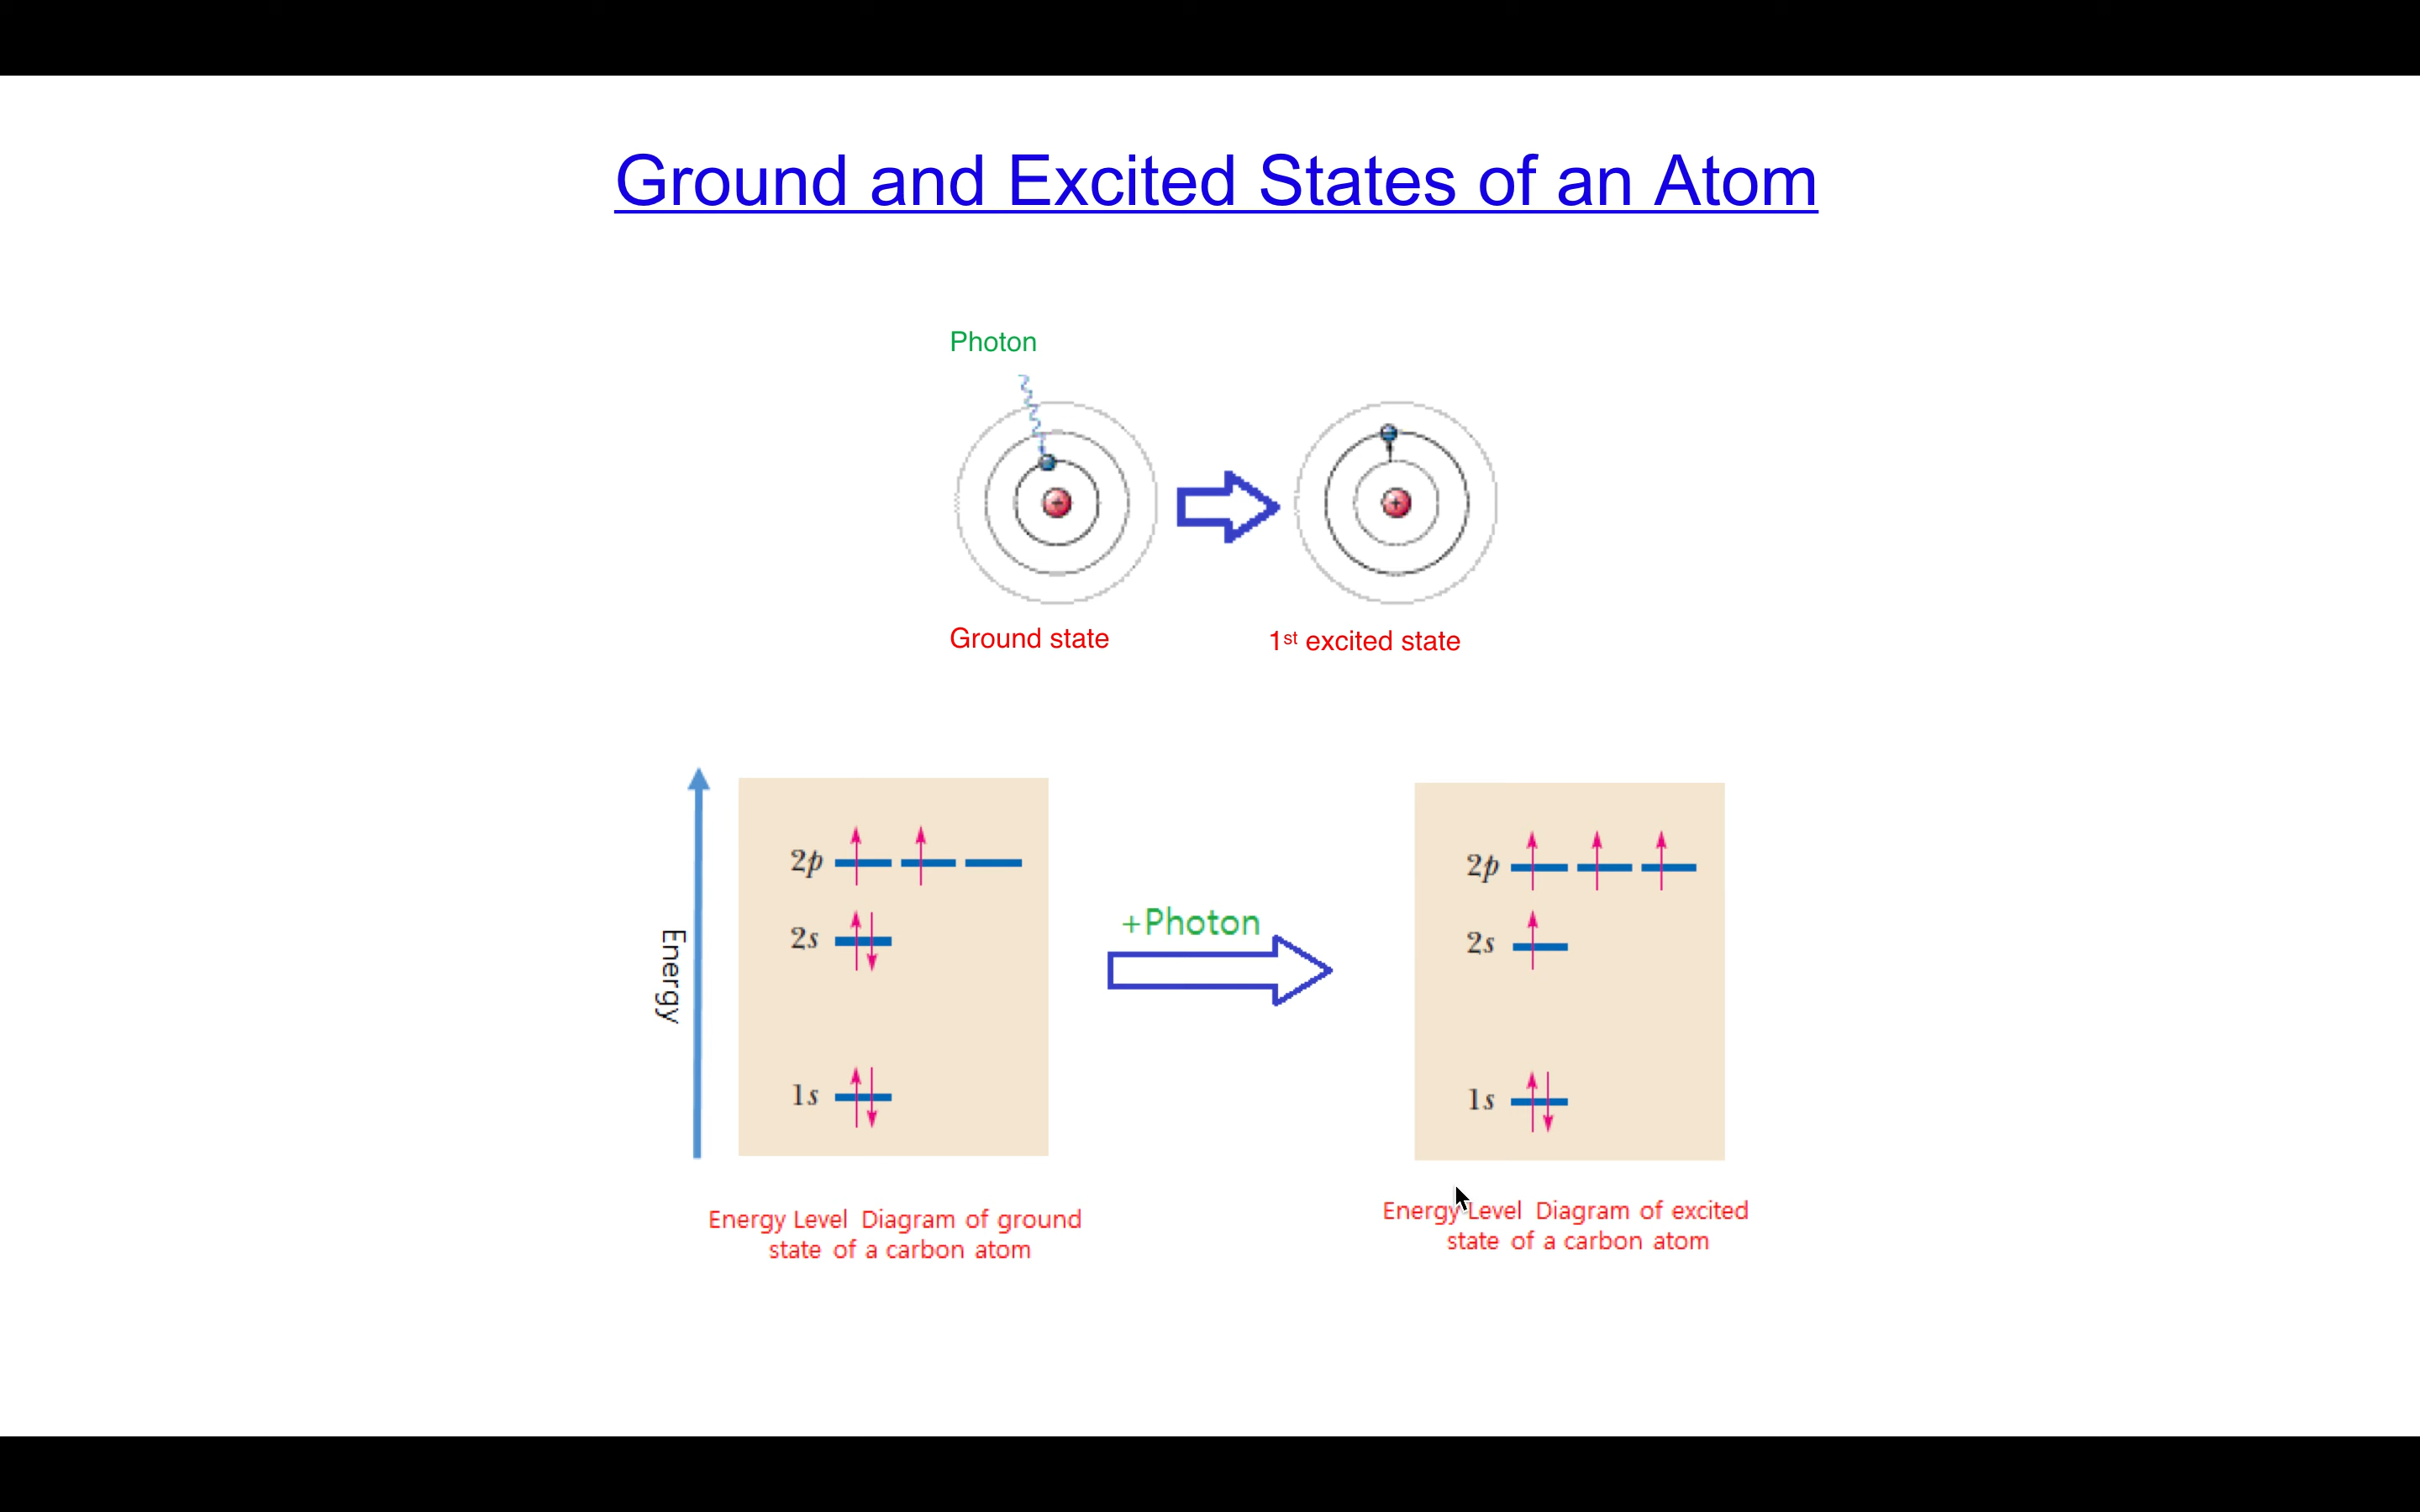 Ground and Excited States of an Atom
Photon
+
+
Ground state
1st excited state
Energy
2p
2s
1s
+Photon
2p
2s
1s
Energy Level Diagram of ground
state of a carbon atom
Energy Level Diagram of excited
state of a carbon atom